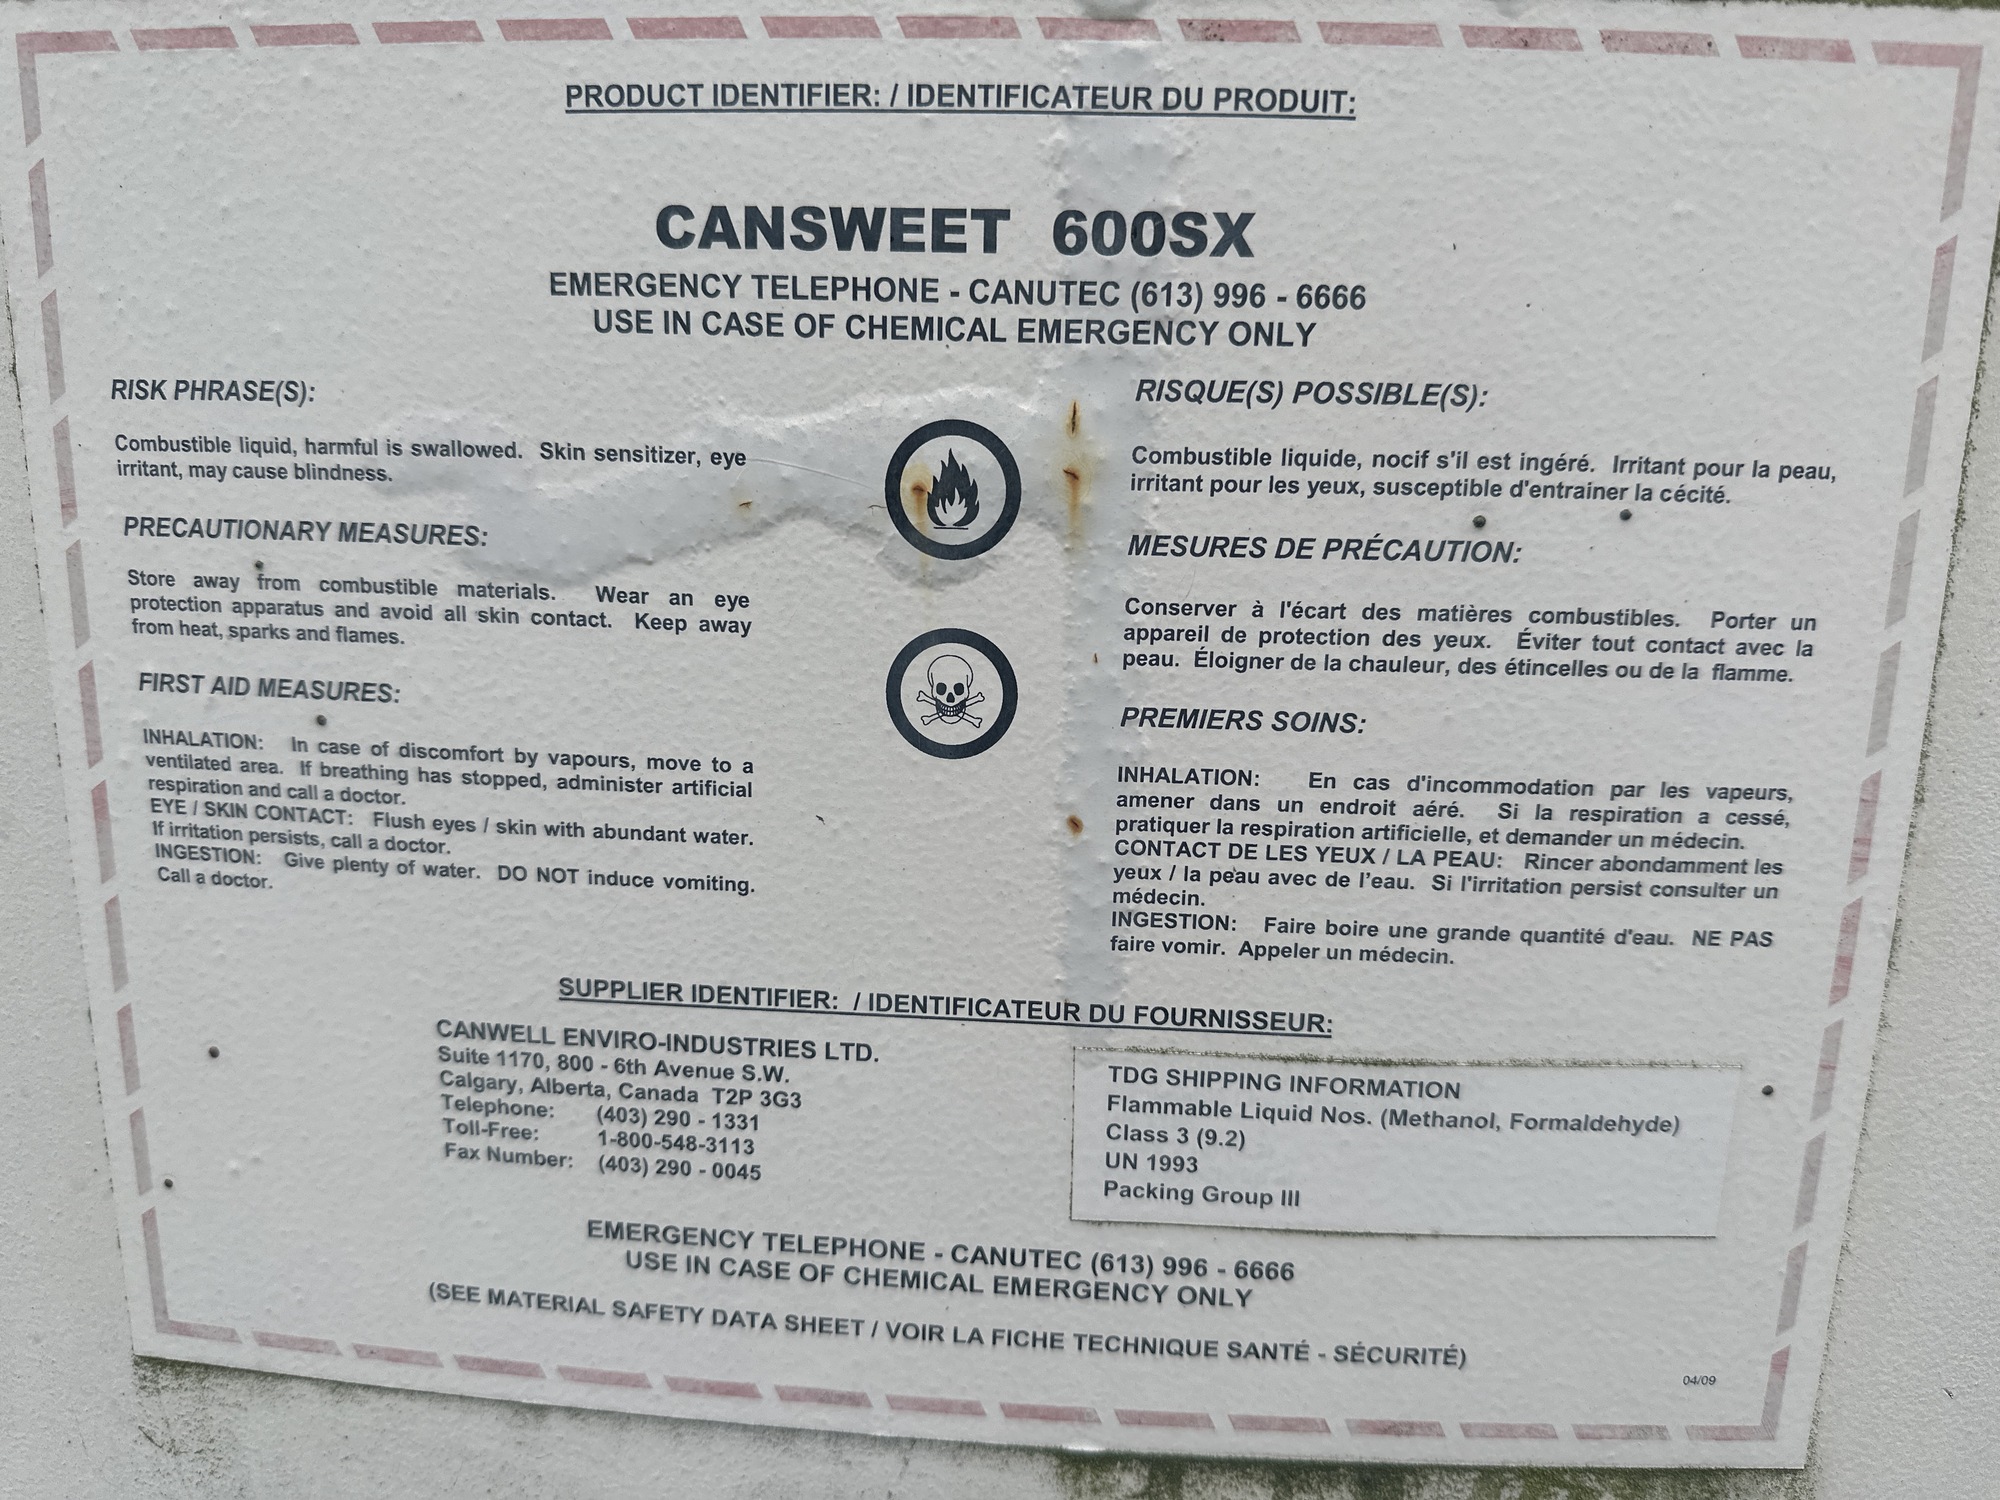 PRODUCT IDENTIFIER: / IDENTIFICATEUR DU PRODUIT:
CANSWEET 600SX
EMERGENCY TELEPHONE - CANUTEC (613) 996 - 6666
USE IN CASE OF CHEMICAL EMERGENCY ONLY
RISK PHRASE(S):
Combustible liquid, harmful is swallowed. Skin sensitizer, eye
irritant, may cause blindness.
PRECAUTIONARY MEASURES:
Store away from combustible materials. Wear an eye
protection apparatus and avoid all skin contact. Keep away
from heat, sparks and flames.
FIRST AID MEASURES:
INHALATION: In case of discomfort by vapours, move to a
ventilated area. If breathing has stopped, administer artificial
respiration and call a doctor.
EYE / SKIN CONTACT: Flush eyes / skin with abundant water.
If irritation persists, call a doctor.
INGESTION: Give plenty of water. DO NOT induce vomiting.
Call a doctor.
RISQUE(S) POSSIBLE(S):
Combustible liquide, nocif s'il est ingéré. Irritant pour la peau,
irritant pour les yeux, susceptible d'entrainer la cécité.
MESURES DE PRÉCAUTION:
Conserver à l'écart des matières combustibles. Porter un
appareil de protection des yeux. Éviter tout contact avec la
peau. Éloigner de la chauleur, des étincelles ou de la flamme.
PREMIERS SOINS:
INHALATION: En cas d'incommodation par les vapeurs,
amener dans un endroit aéré. Si la respiration a cessé,
pratiquer la respiration artificielle, et demander un médecin.
CONTACT DE LES YEUX / LA PEAU: Rincer abondamment les
yeux / la peau avec de l'eau. Si l'irritation persist consulter un
médecin.
INGESTION: Faire boire une grande quantité d'eau. NE PAS
faire vomir. Appeler un médecin.
SUPPLIER IDENTIFIER: / IDENTIFICATEUR DU FOURNISSEUR:
CANWELL ENVIRO-INDUSTRIES LTD.
Suite 1170, 800 - 6th Avenue S.W.
Calgary, Alberta, Canada T2P 3G3
Telephone: (403) 290 - 1331
Toll-Free: 1-800-548-3113
Fax Number: (403) 290 - 0045
TDG SHIPPING INFORMATION
Flammable Liquid Nos. (Methanol, Formaldehyde)
Class 3 (9.2)
UN 1993
Packing Group III
EMERGENCY TELEPHONE - CANUTEC (613) 996 - 6666
USE IN CASE OF CHEMICAL EMERGENCY ONLY
(SEE MATERIAL SAFETY DATA SHEET / VOIR LA FICHE TECHNIQUE SANTÉ - SÉCURITÉ)
04/09